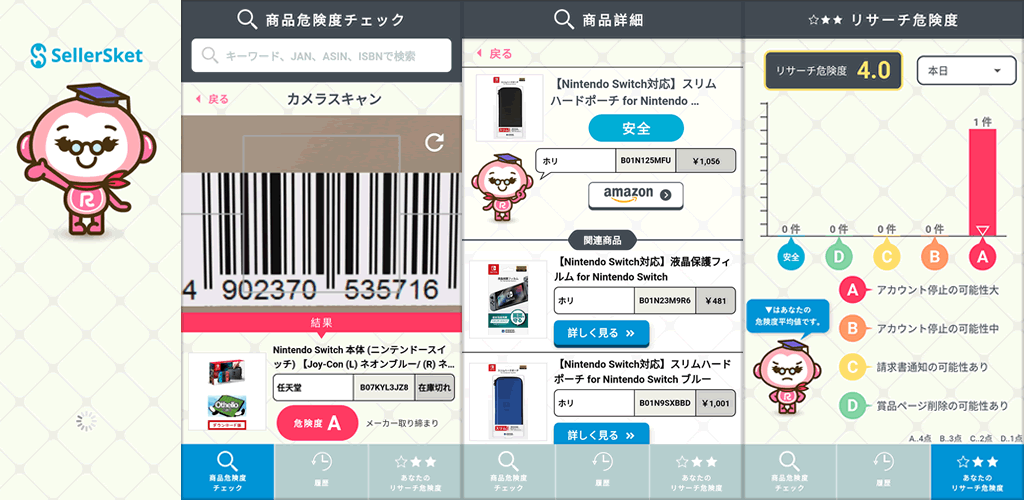 SellerSket
R
商品危険度チェック
キーワード、JAN、ASIN、ISBNで検索
戻る
カメラスキャン
4 902370 535716
結果
Nintendo Switch 本体 (ニンテンドースイ
ッチ) 【Joy-Con (L) ネオンブルー/ (R) ネ…
任天堂
B07KYL3JZ8
在庫切れ
Othello
ダウンロード版
危険度 A
メーカー取り締まり
商品危険度
チェック
履歴
あなたの
リサーチ危険度
商品詳細
戻る
【Nintendo Switch対応】スリム
ハードポーチ for Nintendo …
安全
ホリ
B01N125MFU
￥1,056
R
amazon
関連商品
【Nintendo Switch対応】液晶保護フィ
ルム for Nintendo Switch
ホリ
B01N23M9R6
￥481
詳しく見る
【Nintendo Switch対応】スリムハード
ポーチ for Nintendo Switch ブルー
ホリ
B01N9SXBBD
￥1,001
詳しく見る
商品危険度
チェック
履歴
あなたの
リサーチ危険度
リサーチ危険度
リサーチ危険度 4.0
本日
1 件
0 件
0 件
0 件
0 件
安全
D
C
B
A
▼はあなたの
危険度平均値です。
R
A アカウント停止の可能性大
B アカウント停止の可能性中
C 請求書通知の可能性あり
D 賞品ページ削除の可能性あり
A..4点 B..3点 C..2点 D..1点
商品危険度
チェック
履歴
あなたの
リサーチ危険度